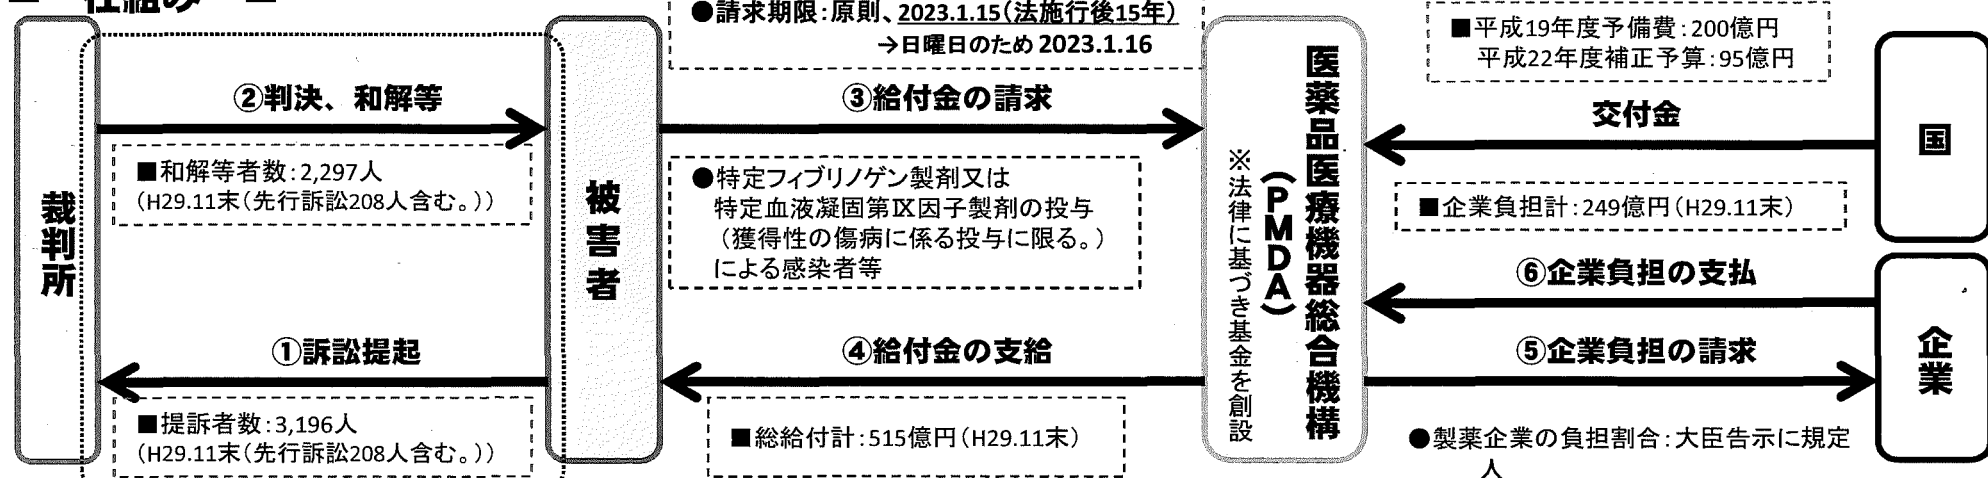 仕組み
●請求期限：原則、2023.1.15（法施行後15年）
→日曜日のため 2023.1.16
■平成19年度予備費：200億円
平成22年度補正予算：95億円
裁判所
②判決、和解等
■和解等者数：2,297人
（H29.11末（先行訴訟208人含む。））
①訴訟提起
■提訴者数：3,196人
（H29.11末（先行訴訟208人含む。））
被害者
③給付金の請求
●特定フィブリノゲン製剤又は
特定血液凝固第Ⅸ因子製剤の投与
（獲得性の傷病に係る投与に限る。）
による感染者等
④給付金の支給
■総給付計：515億円（H29.11末）
医薬品医療機器総合機構
（PMDA）
※法律に基づき基金を創設
交付金
■企業負担計：249億円（H29.11末）
⑥企業負担の支払
⑤企業負担の請求
●製薬企業の負担割合：大臣告示に規定
国
企業